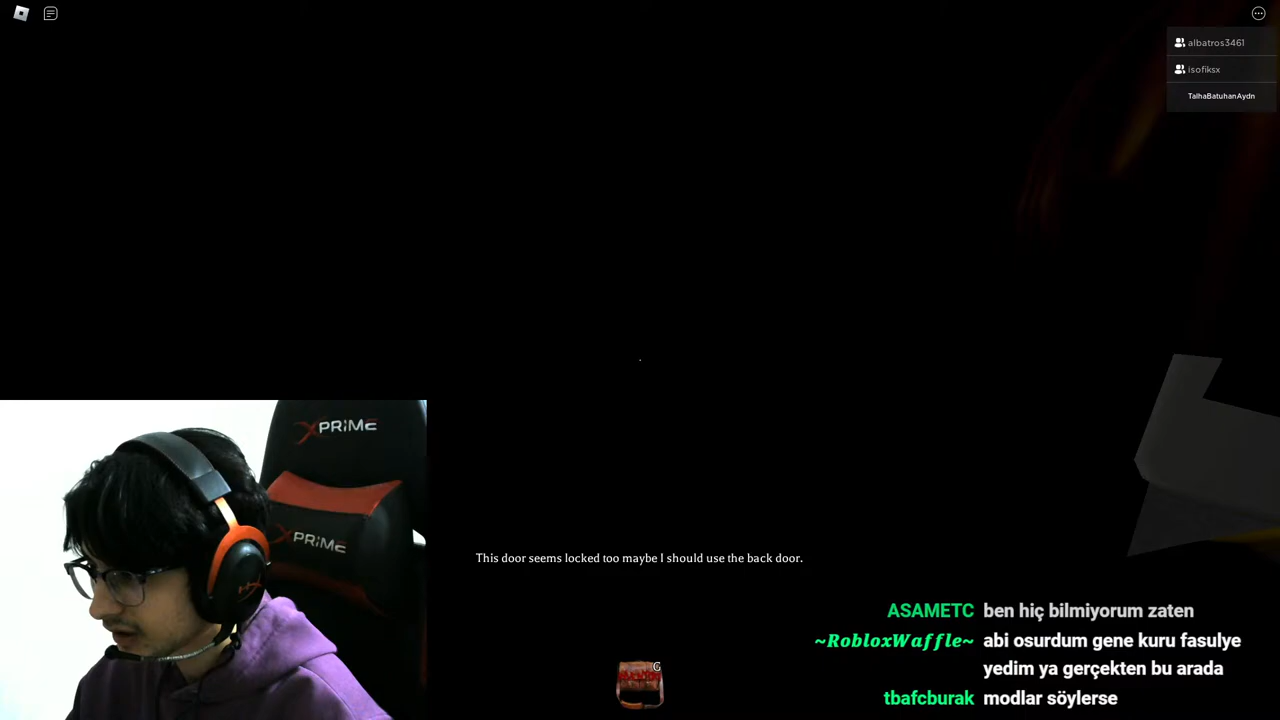 albatros3461
isofiksx
TalhaBatuhanAydn
XPRIME
XPRIME
This door seems locked too maybe I should use the back door.
ASAMETC ben hiç bilmiyorum zaten
~RobloxWaffle~ abi osurdum gene kuru fasulye
yedim ya gerçekten bu arada
G
tbafcburak modlar söylerse